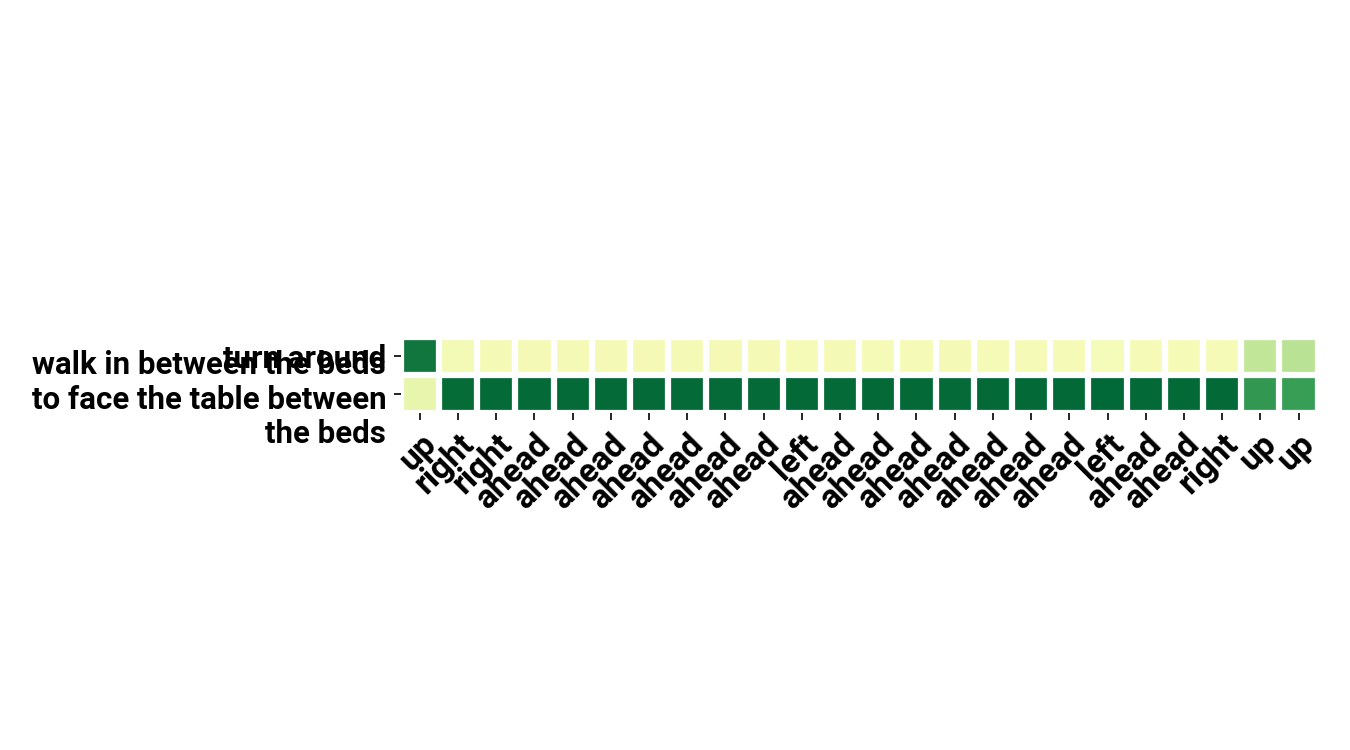 turn around
walk in between the beds
to face the table between
the beds
up
right
right
ahead
ahead
ahead
ahead
ahead
ahead
ahead
left
ahead
ahead
ahead
ahead
ahead
ahead
ahead
left
ahead
ahead
right
up
up